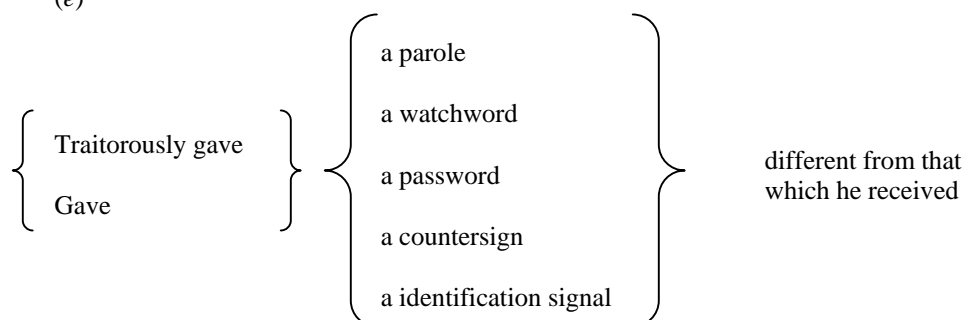 (e)
a parole
a watchword
Traitorously gave
a password
different from that
which he received
Gave
a countersign
a identification signal